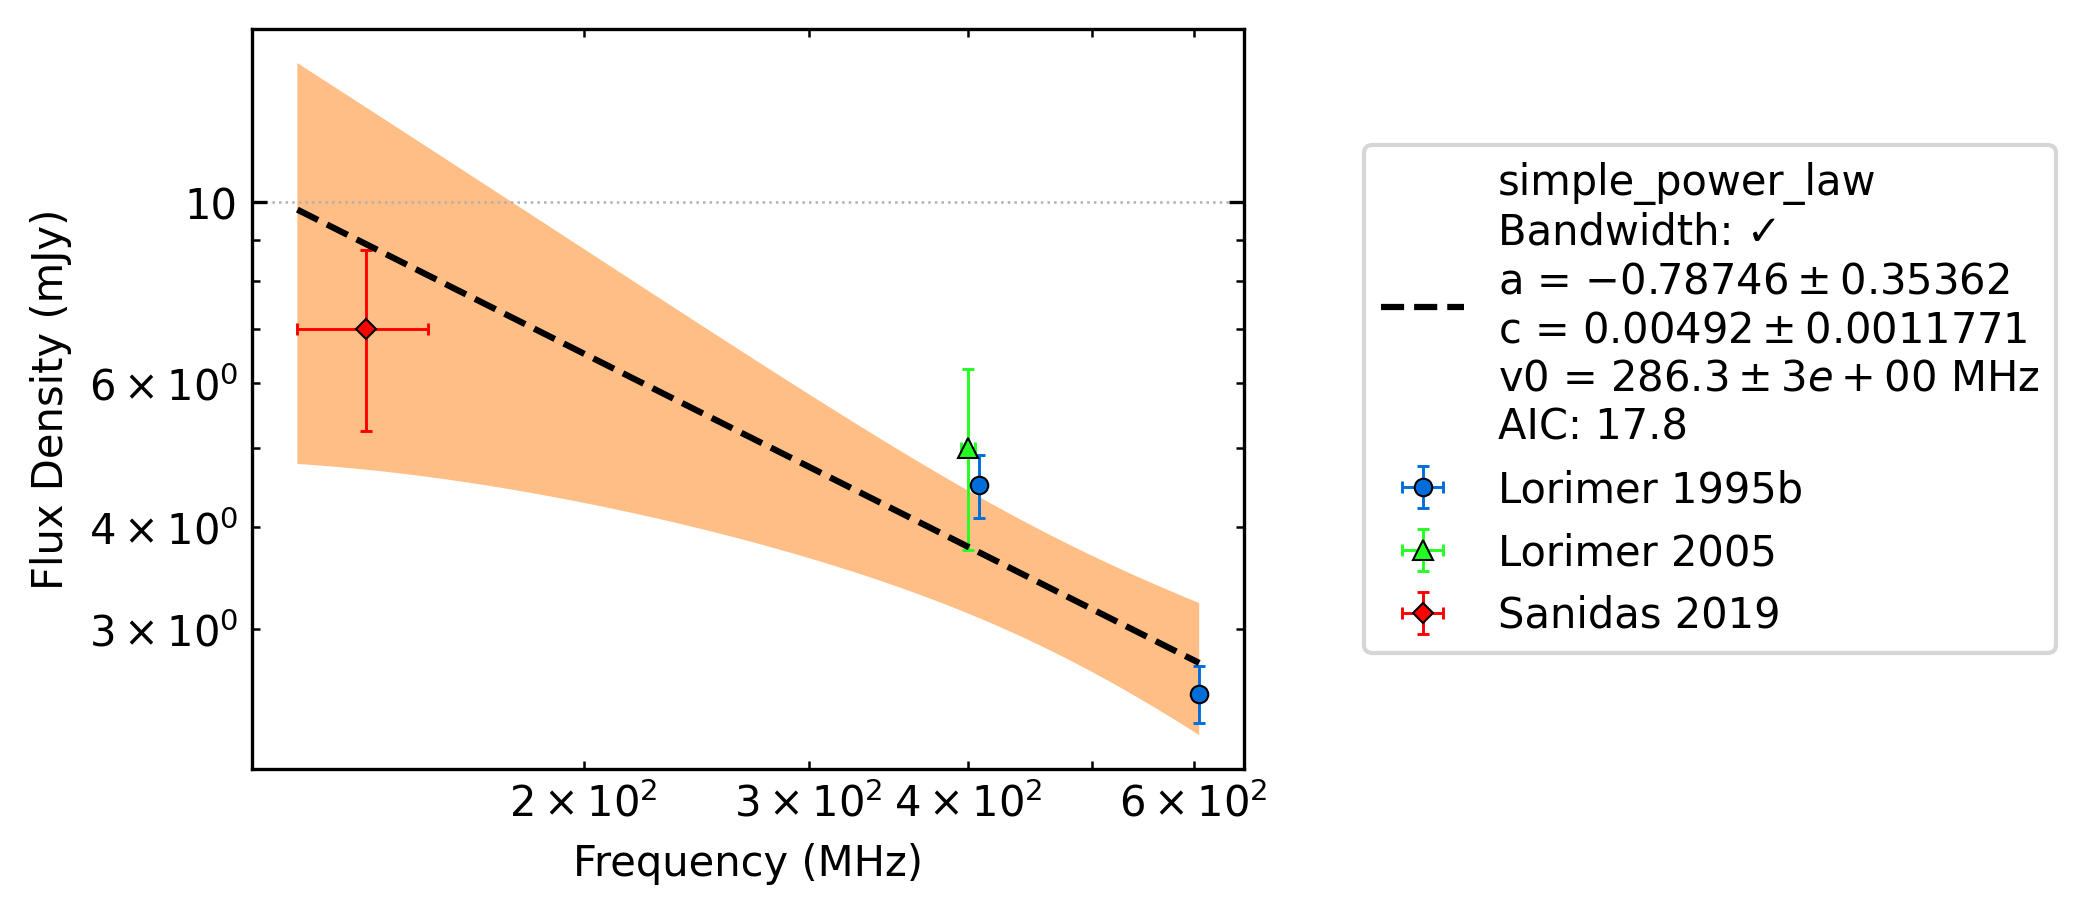 Flux Density (mJy)
10
6 × 10⁰
4 × 10⁰
3 × 10⁰
2 × 10² 3 × 10² 4 × 10² 6 × 10²
Frequency (MHz)
simple_power_law
Bandwidth: ✓
a = −0.78746 ± 0.35362
c = 0.00492 ± 0.0011771
v0 = 286.3 ± 3e + 00 MHz
AIC: 17.8
Lorimer 1995b
Lorimer 2005
Sanidas 2019